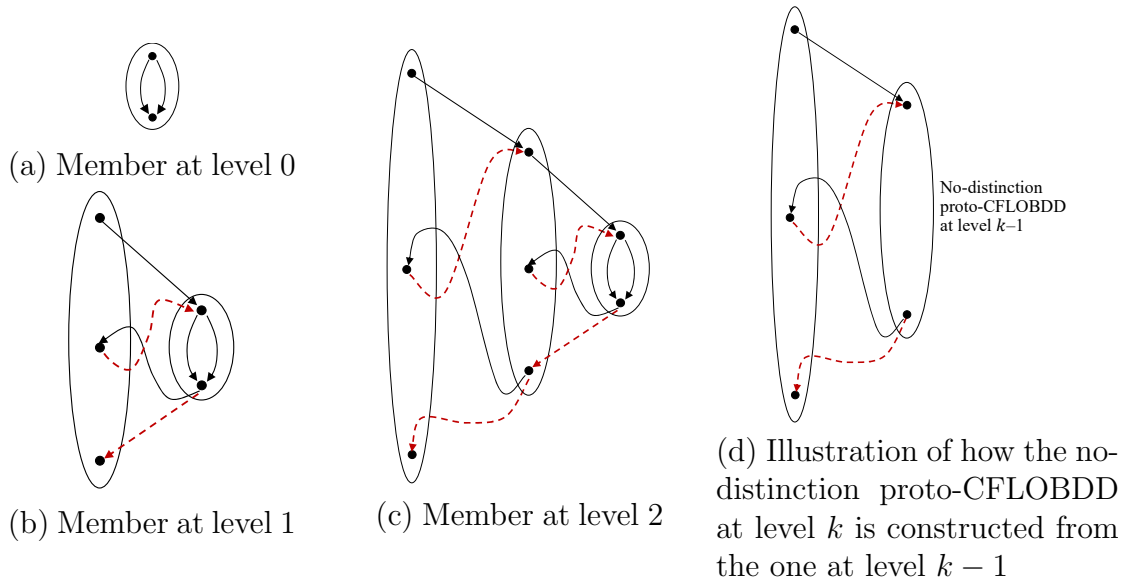 (a) Member at level 0
(b) Member at level 1
(c) Member at level 2
No-distinction
proto-CFLOBDD
at level k–1
(d) Illustration of how the no-
distinction proto-CFLOBDD
at level k is constructed from
the one at level k − 1